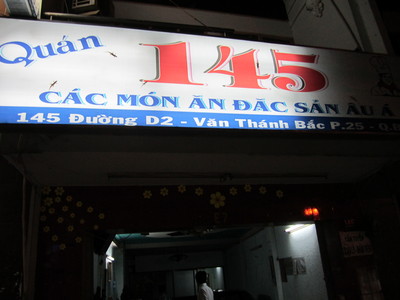 Quán 145
CÁC MÓN ĂN ĐẶC SẢN ÂU Á
145 Đường D2 - Văn Thánh Bắc P.25 -